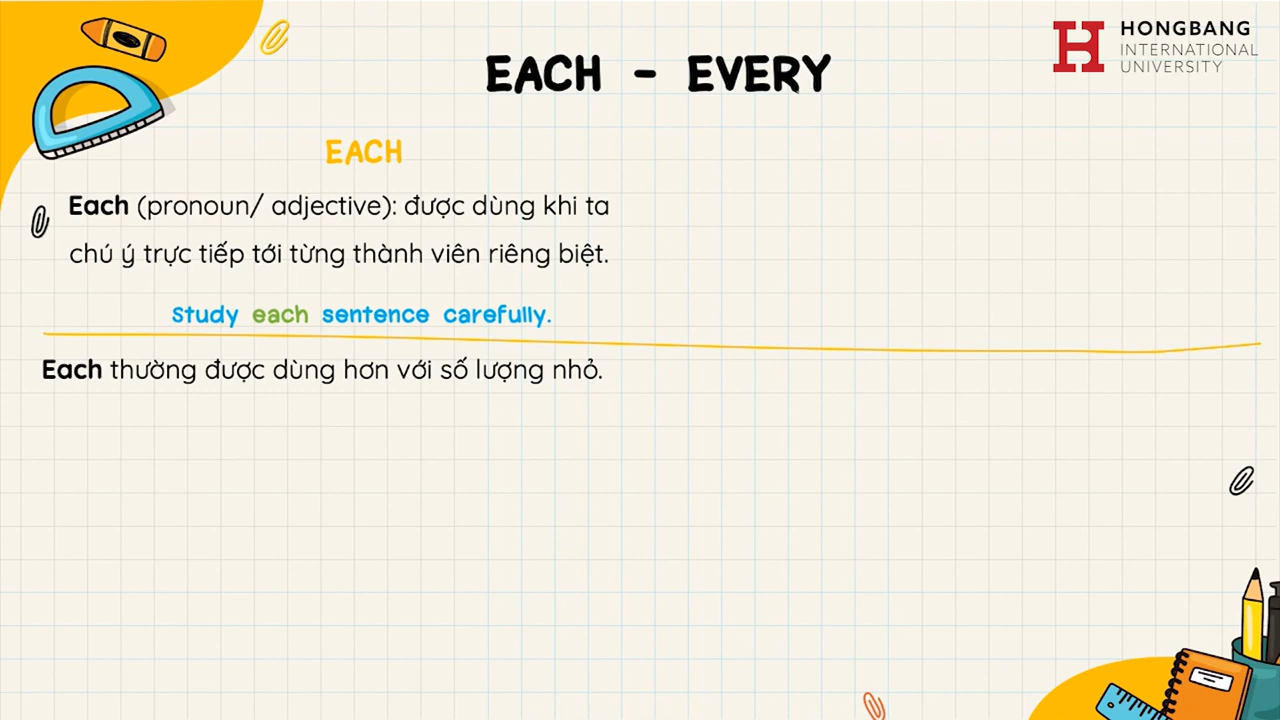 HONGBANG
INTERNATIONAL
UNIVERSITY
EACH - EVERY
EACH
Each (pronoun/ adjective): được dùng khi ta
chú ý trực tiếp tới từng thành viên riêng biệt.
Study each sentence carefully.
Each thường được dùng hơn với số lượng nhỏ.